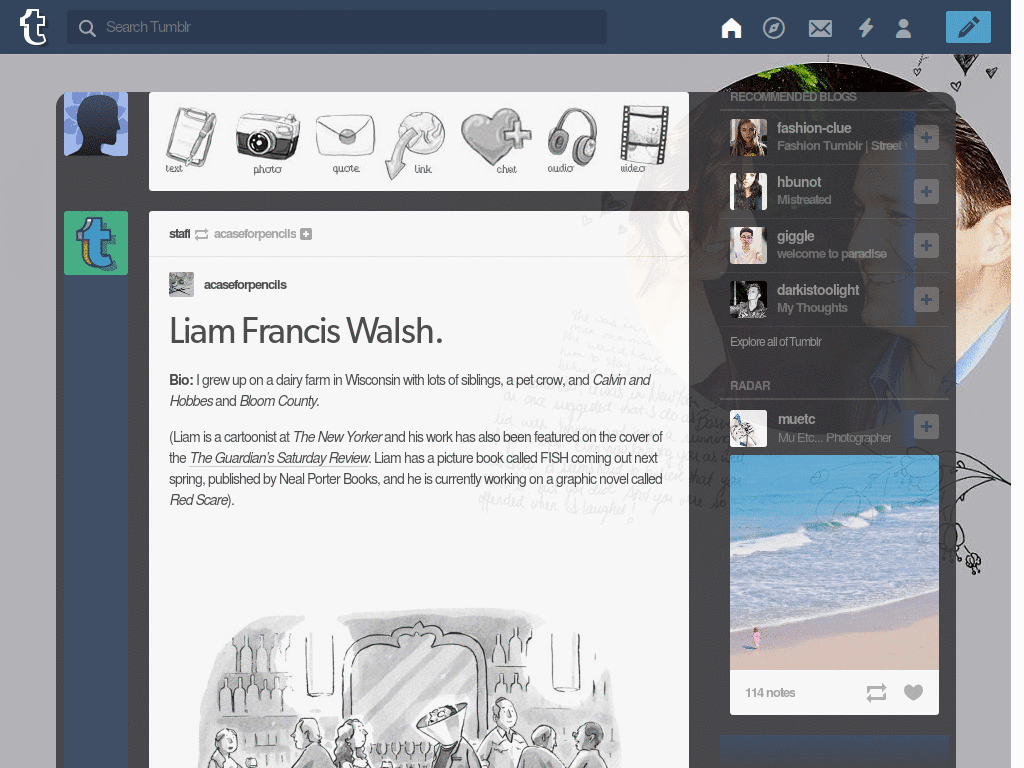 Search Tumblr
text photo quote link chat audio video
staff acaseforpencils
acaseforpencils
Liam Francis Walsh.
Bio: I grew up on a dairy farm in Wisconsin with lots of siblings, a pet crow, and Calvin and
Hobbes and Bloom County.
(Liam is a cartoonist at The New Yorker and his work has also been featured on the cover of
the The Guardian's Saturday Review. Liam has a picture book called FISH coming out next
spring, published by Neal Porter Books, and he is currently working on a graphic novel called
Red Scare).
RECOMMENDED BLOGS
fashion-clue
Fashion Tumblr | Street
hbunot
Mistreated
giggle
welcome to paradise
darkistoolight
My Thoughts
Explore all of Tumblr
RADAR
muetc
Mu Etc... Photographer
114 notes